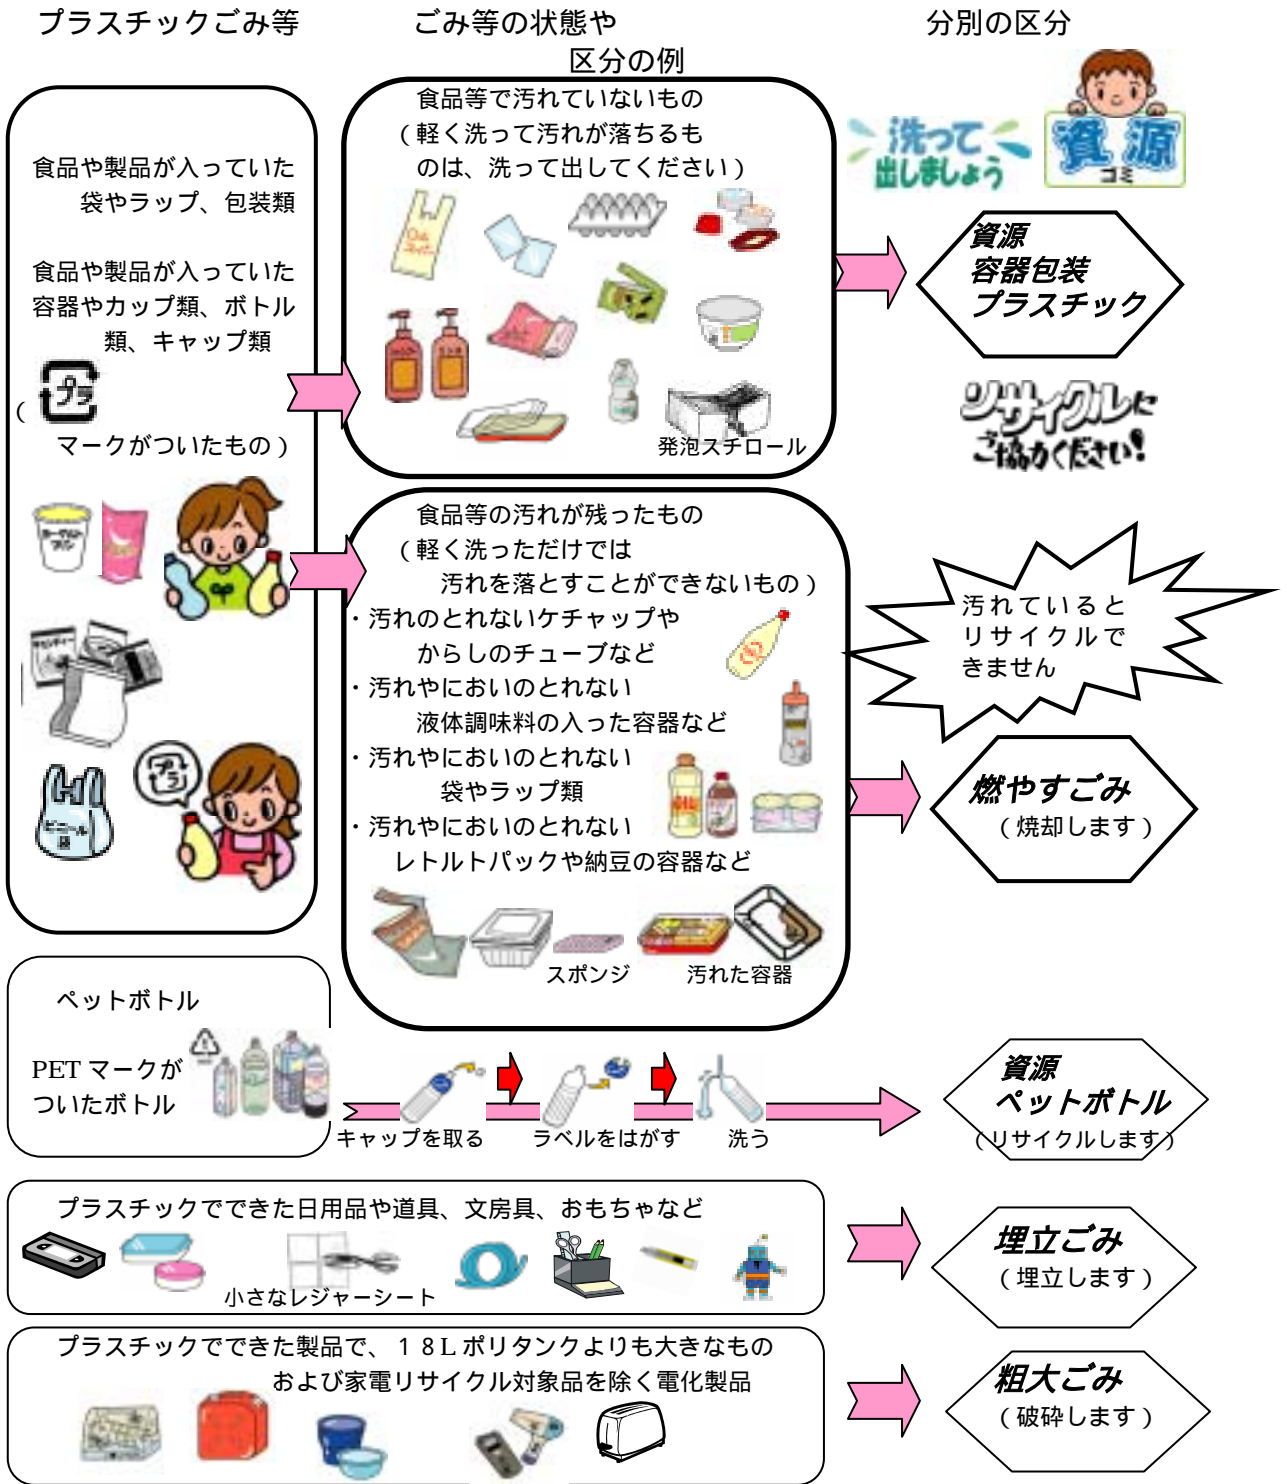 プラスチックごみ等
ごみ等の状態や
区分の例
分別の区分
食品や製品が入っていた
袋やラップ、包装類
食品や製品が入っていた
容器やカップ類、ボトル
類、キャップ類
(
プラ
マークがついたもの)
ヨーグルト
プリン
プラ
ビニール
袋
食品等で汚れていないもの
(軽く洗って汚れが落ちるも
のは、洗って出してください)
発泡スチロール
洗って
出しましょう
資源
ゴミ
資源
容器包装
プラスチック
リサイクルに
ご協力ください!
食品等の汚れが残ったもの
(軽く洗っただけでは
汚れを落とすことができないもの)
・汚れのとれないケチャップや
からしのチューブなど
・汚れやにおいのとれない
液体調味料の入った容器など
・汚れやにおいのとれない
袋やラップ類
・汚れやにおいのとれない
レトルトパックや納豆の容器など
スポンジ
汚れた容器
汚れていると
リサイクルで
きません
燃やすごみ
(焼却します)
ペットボトル
PETマークが
ついたボトル
キャップを取る
ラベルをはがす
洗う
資源
ペットボトル
(リサイクルします)
プラスチックでできた日用品や道具、文房具、おもちゃなど
小さなレジャーシート
埋立ごみ
(埋立します)
プラスチックでできた製品で、18Lポリタンクよりも大きなもの
および家電リサイクル対象品を除く電化製品
粗大ごみ
(破砕します)